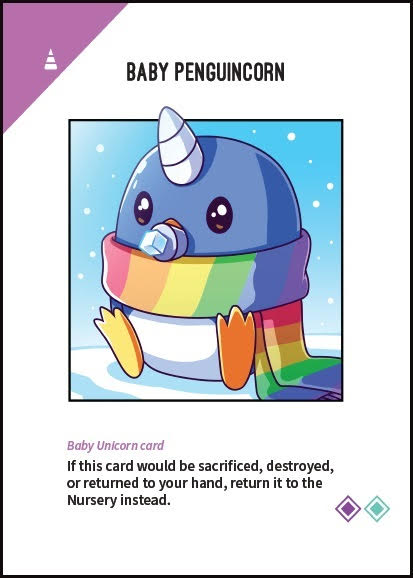 BABY PENGUINCORN
Baby Unicorn card
If this card would be sacrificed, destroyed,
or returned to your hand, return it to the
Nursery instead.